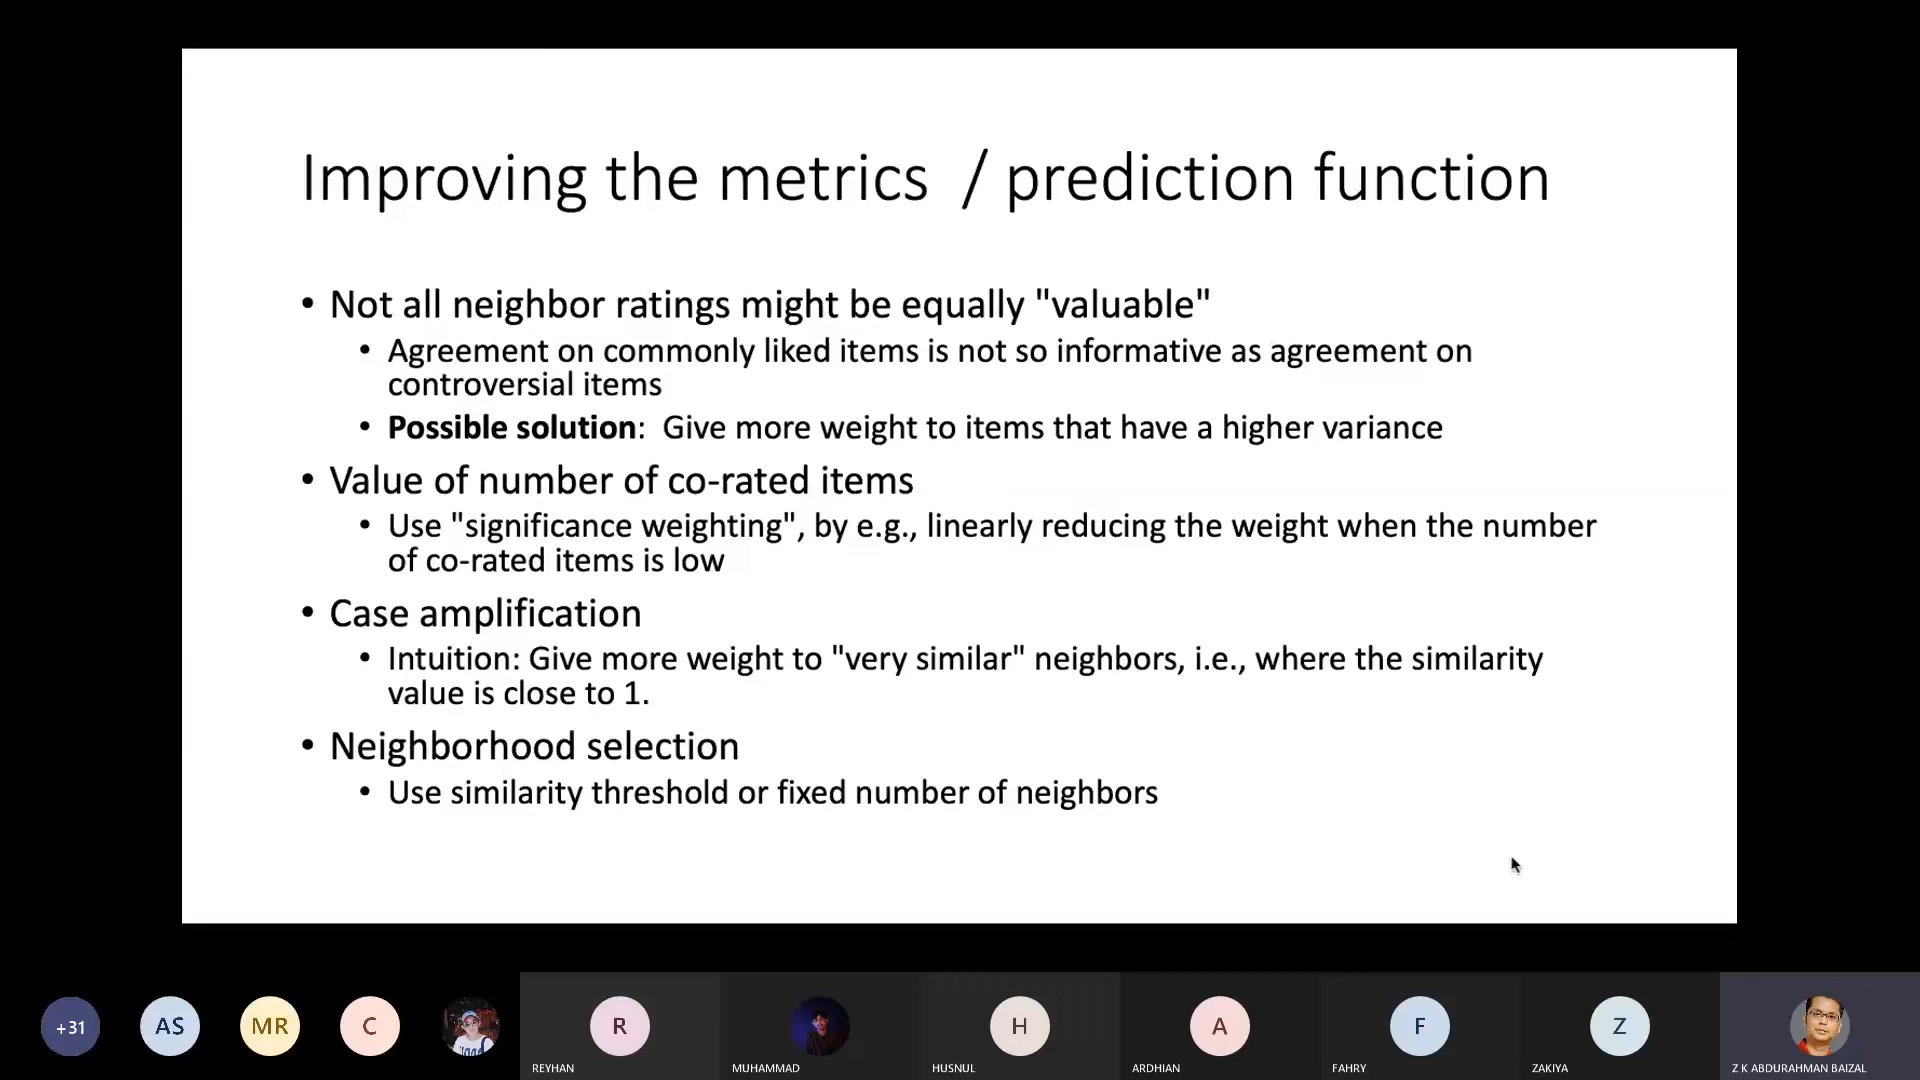 Improving the metrics / prediction function
• Not all neighbor ratings might be equally "valuable"
• Agreement on commonly liked items is not so informative as agreement on
controversial items
• Possible solution: Give more weight to items that have a higher variance
• Value of number of co-rated items
• Use "significance weighting", by e.g., linearly reducing the weight when the number
of co-rated items is low
• Case amplification
• Intuition: Give more weight to "very similar" neighbors, i.e., where the similarity
value is close to 1.
• Neighborhood selection
• Use similarity threshold or fixed number of neighbors
+31
AS
MR
C
R
H
A
F
Z
REYHAN
MUHAMMAD
HUSNUL
ARDHIAN
FAHRY
ZAKIYA
Z K ABDURAHMAN BAIZAL